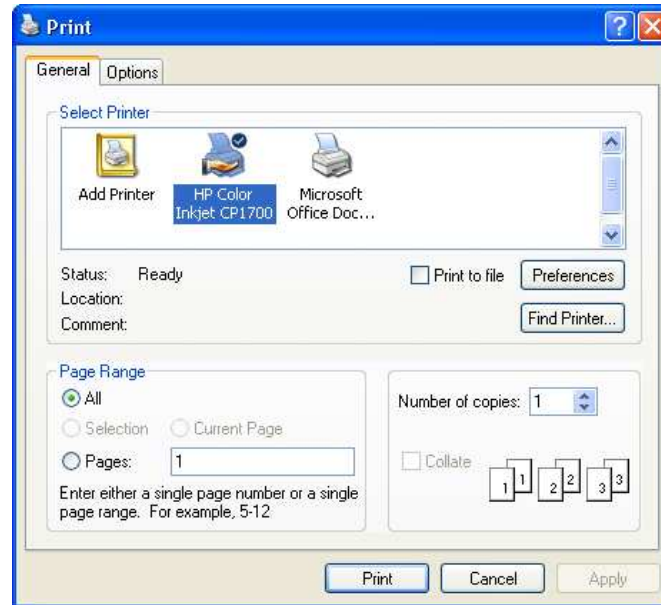 Print
General Options
Select Printer
Add Printer
HP Color
Inkjet CP1700
Microsoft
Office Doc...
Status: Ready
Print to file
Preferences
Location:
Comment:
Find Printer...
Page Range
All
Selection
Current Page
Pages: 1
Enter either a single page number or a single
page range. For example, 5-12
Number of copies: 1
Collate
1 1 2 2 3 3
Print
Cancel
Apply